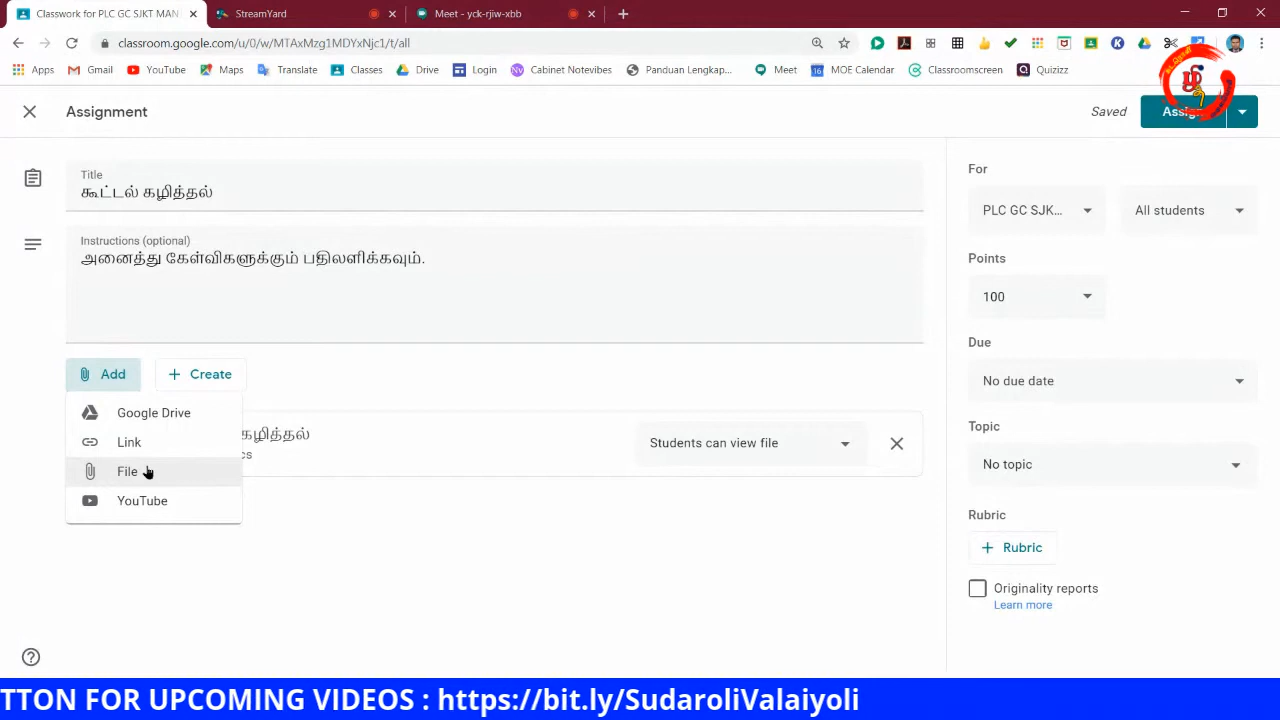 Classwork for PLC GC SJKT MAN
StreamYard
Meet - yck-rjiw-xbb
classroom.google.com/u/0/w/MTAxMzg1MDYxNjc1/t/all
Apps
Gmail
YouTube
Maps
Translate
Classes
Drive
Login
Cabinet Notevibes
Panduan Lengkap...
Meet
MOE Calendar
Classroomscreen
Quizizz
Assignment
Saved
Title
கூட்டல் கழித்தல்
Instructions (optional)
அனைத்து கேள்விகளுக்கும் பதிலளிக்கவும்.
Add
Create
Google Drive
Link
File
YouTube
கழித்தல்
cs
Students can view file
For
PLC GC SJK...
All students
Points
100
Due
No due date
Topic
No topic
Rubric
Rubric
Originality reports
Learn more
TTON FOR UPCOMING VIDEOS : https://bit.ly/SudaroliValaiyoli